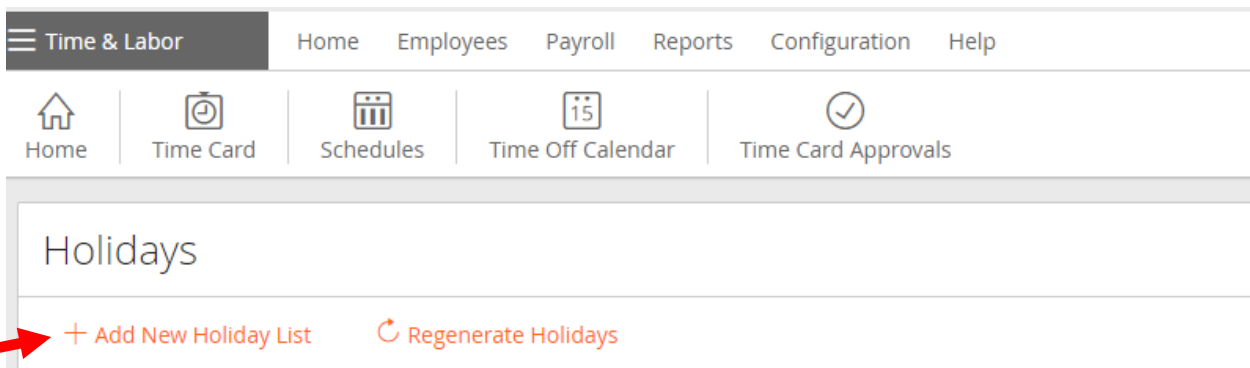 Time & Labor Home Employees Payroll Reports Configuration Help
15
Home Time Card Schedules Time Off Calendar Time Card Approvals
Holidays
+ Add New Holiday List Regenerate Holidays